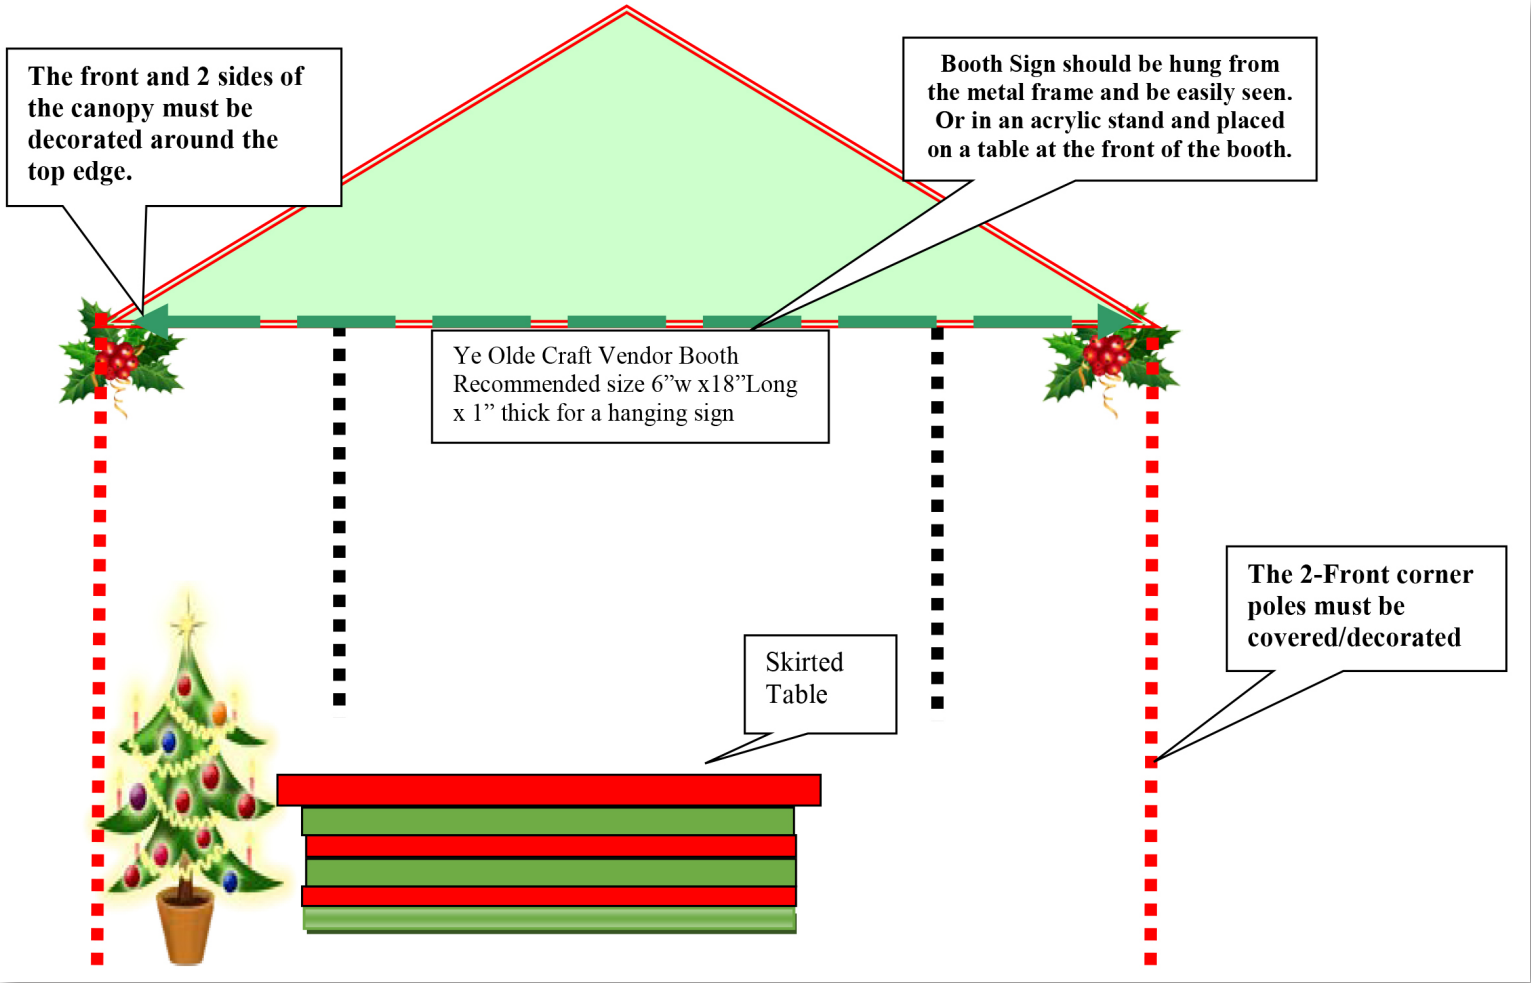 The front and 2 sides of
the canopy must be
decorated around the
top edge.
Booth Sign should be hung from
the metal frame and be easily seen.
Or in an acrylic stand and placed
on a table at the front of the booth.
Ye Olde Craft Vendor Booth
Recommended size 6”w x18”Long
x 1” thick for a hanging sign
The 2-Front corner
poles must be
covered/decorated
Skirted
Table